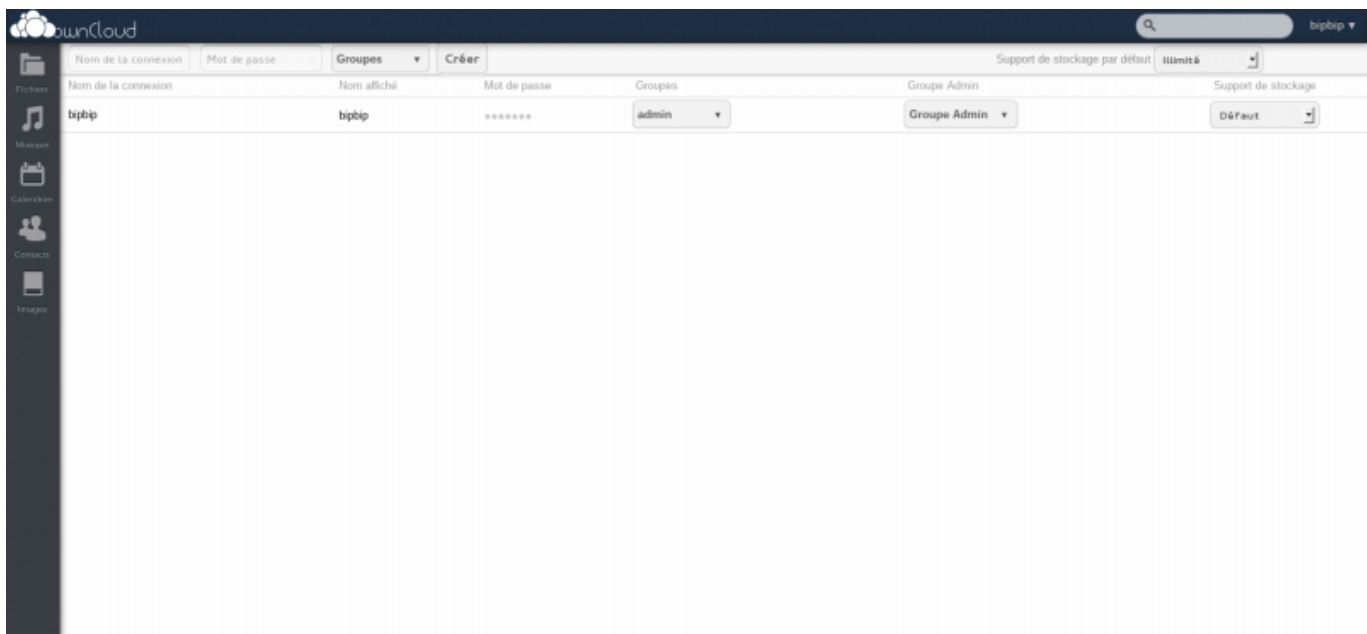 ownCloud
bipbip ▾
Nom de la connexion Mot de passe Groupes ▾ Créer Support de stockage par défaut Illimité
Nom de la connexion Nom affiché Mot de passe Groupes Groupe Admin Support de stockage
bipbip bipbip ●●●●●●● admin ▾ Groupe Admin ▾ Défaut
Fichiers
Musique
Calendrier
Contacts
Images